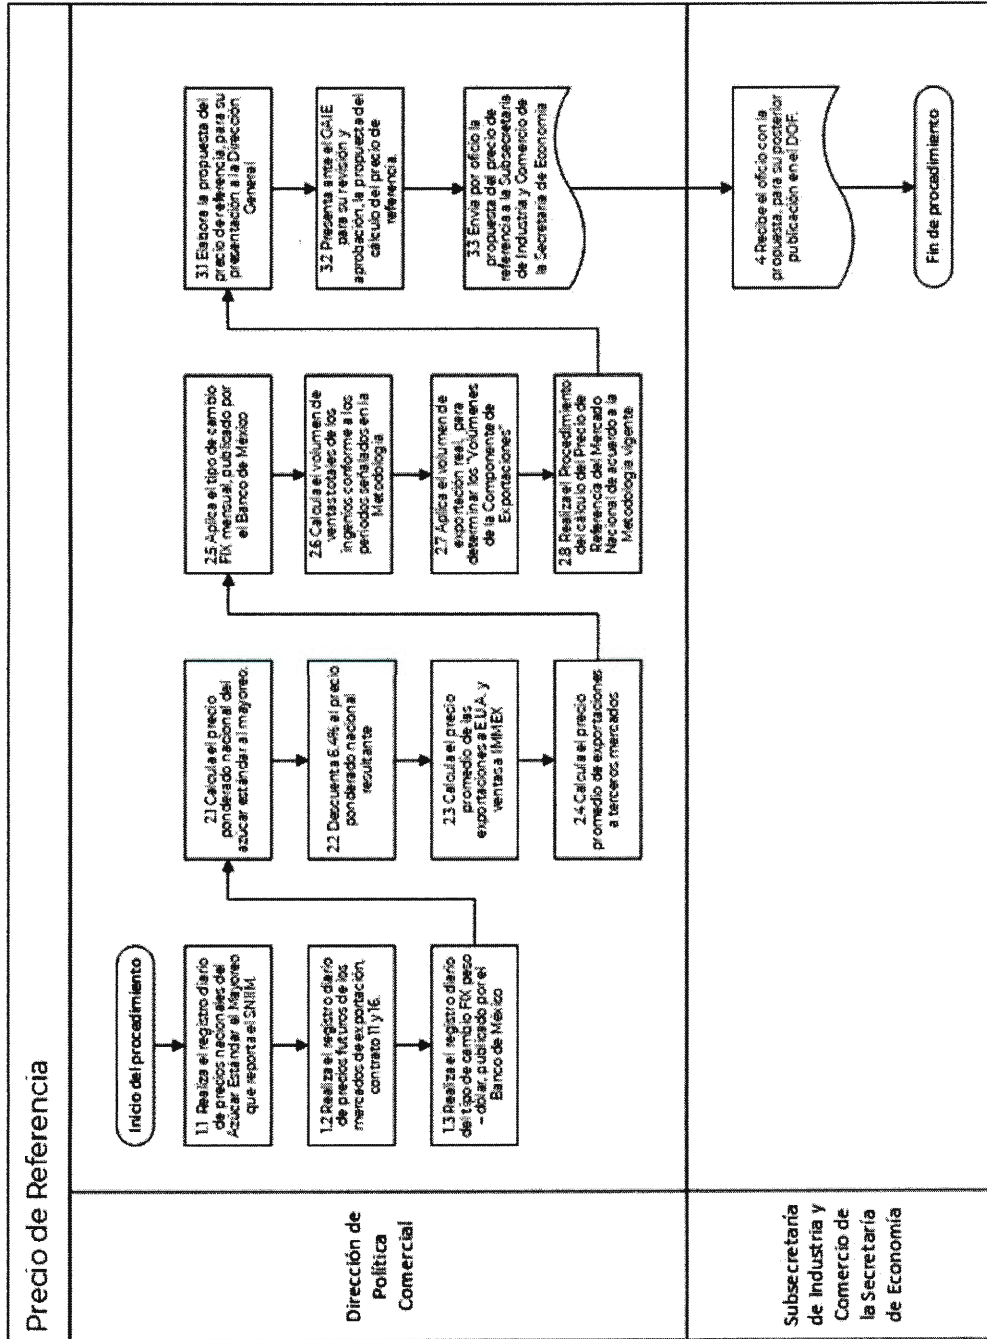 Precio de Referencia
Dirección de
Política
Comercial
Inicio del procedimiento
1.1 Realiza el registro diario
de precios nacionales del
Azúcar Estándar al Mayoreo
que reporta el SNIIM.
1.2 Realiza el registro diario
de precios futuros de los
mercados de exportación,
contrato 11 y 16.
1.3 Realiza el registro diario
del tipo de cambio FIX peso
- dólar, publicado por el
Banco de México
2.1 Calcula el precio
ponderado nacional del
azúcar estándar al mayoreo.
2.2 Descuenta 6.4% al precio
ponderado nacional
resultante
2.3 Calcula el precio
promedio de las
exportaciones a E.U.A. y
ventas a IMMEX
2.4 Calcula el precio
promedio de exportaciones
a terceros mercados
2.5 Aplica el tipo de cambio
FIX mensual, publicado por
el Banco de México
2.6 Calcula el volumen de
ventas totales de los
ingenios conforme a los
periodos señalados en la
Metodología.
2.7 Aplica el volumen de
exportación real, para
determinar los "Volúmenes
de la Componente de
Exportaciones"
2.8 Realiza el Procedimiento
del cálculo del Precio de
Referencia del Mercado
Nacional de acuerdo a la
Metodología vigente
3.1 Elabora la propuesta del
precio de referencia, para su
presentación a la Dirección
General
3.2 Presenta ante el GAIE
para su revisión y
aprobación, la propuesta del
cálculo del precio de
referencia.
3.3 Envía por oficio la
propuesta del precio de
referencia a la Subsecretaría
de Industria y Comercio de
la Secretaría de Economía
Subsecretaría
de Industria y
Comercio de
la Secretaría
de Economía
4 Recibe el oficio con la
propuesta, para su posterior
publicación en el DOF.
Fin de procedimiento